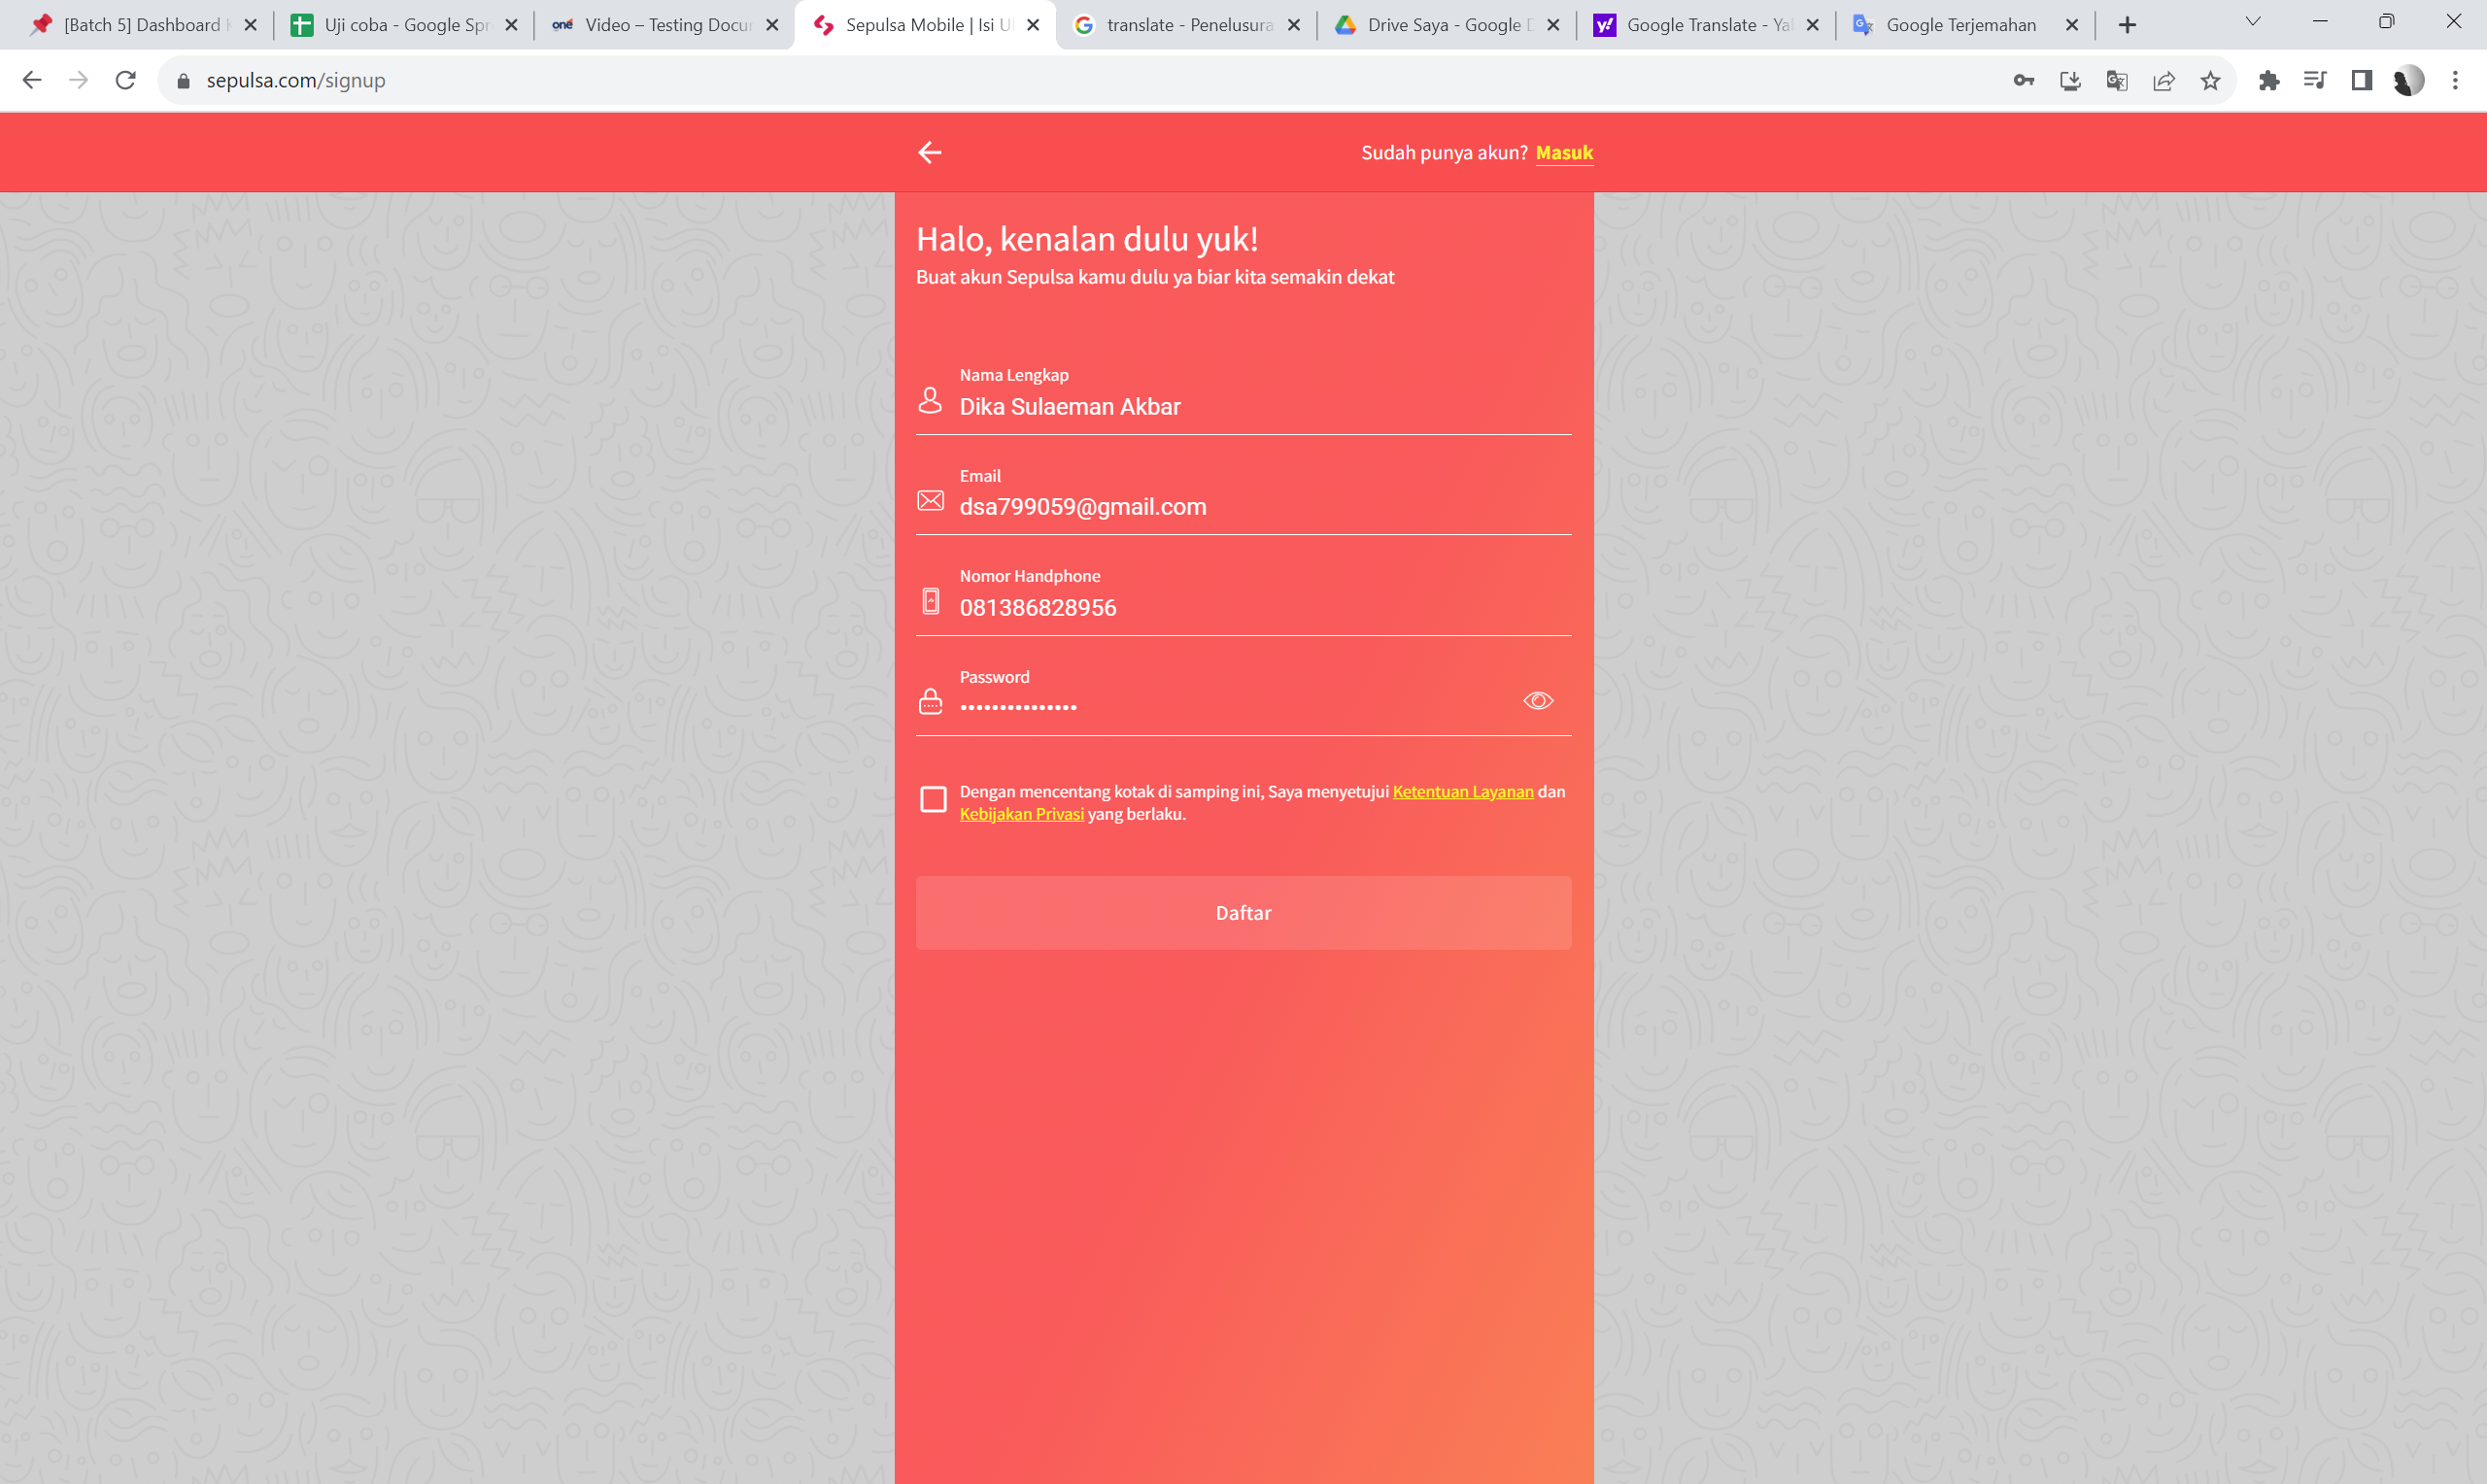 [Batch 5] Dashboard
Uji coba - Google Spr
one
Video – Testing Docu
Sepulsa Mobile | Isi U
translate - Penelusura
Drive Saya - Google
Google Translate - Ya
Google Terjemahan
sepulsa.com/signup
Sudah punya akun? Masuk
Halo, kenalan dulu yuk!
Buat akun Sepulsa kamu dulu ya biar kita semakin dekat
Nama Lengkap
Dika Sulaeman Akbar
Email
dsa799059@gmail.com
Nomor Handphone
081386828956
Password
•••••••••••••••
Dengan mencentang kotak di samping ini, Saya menyetujui Ketentuan Layanan dan
Kebijakan Privasi yang berlaku.
Daftar